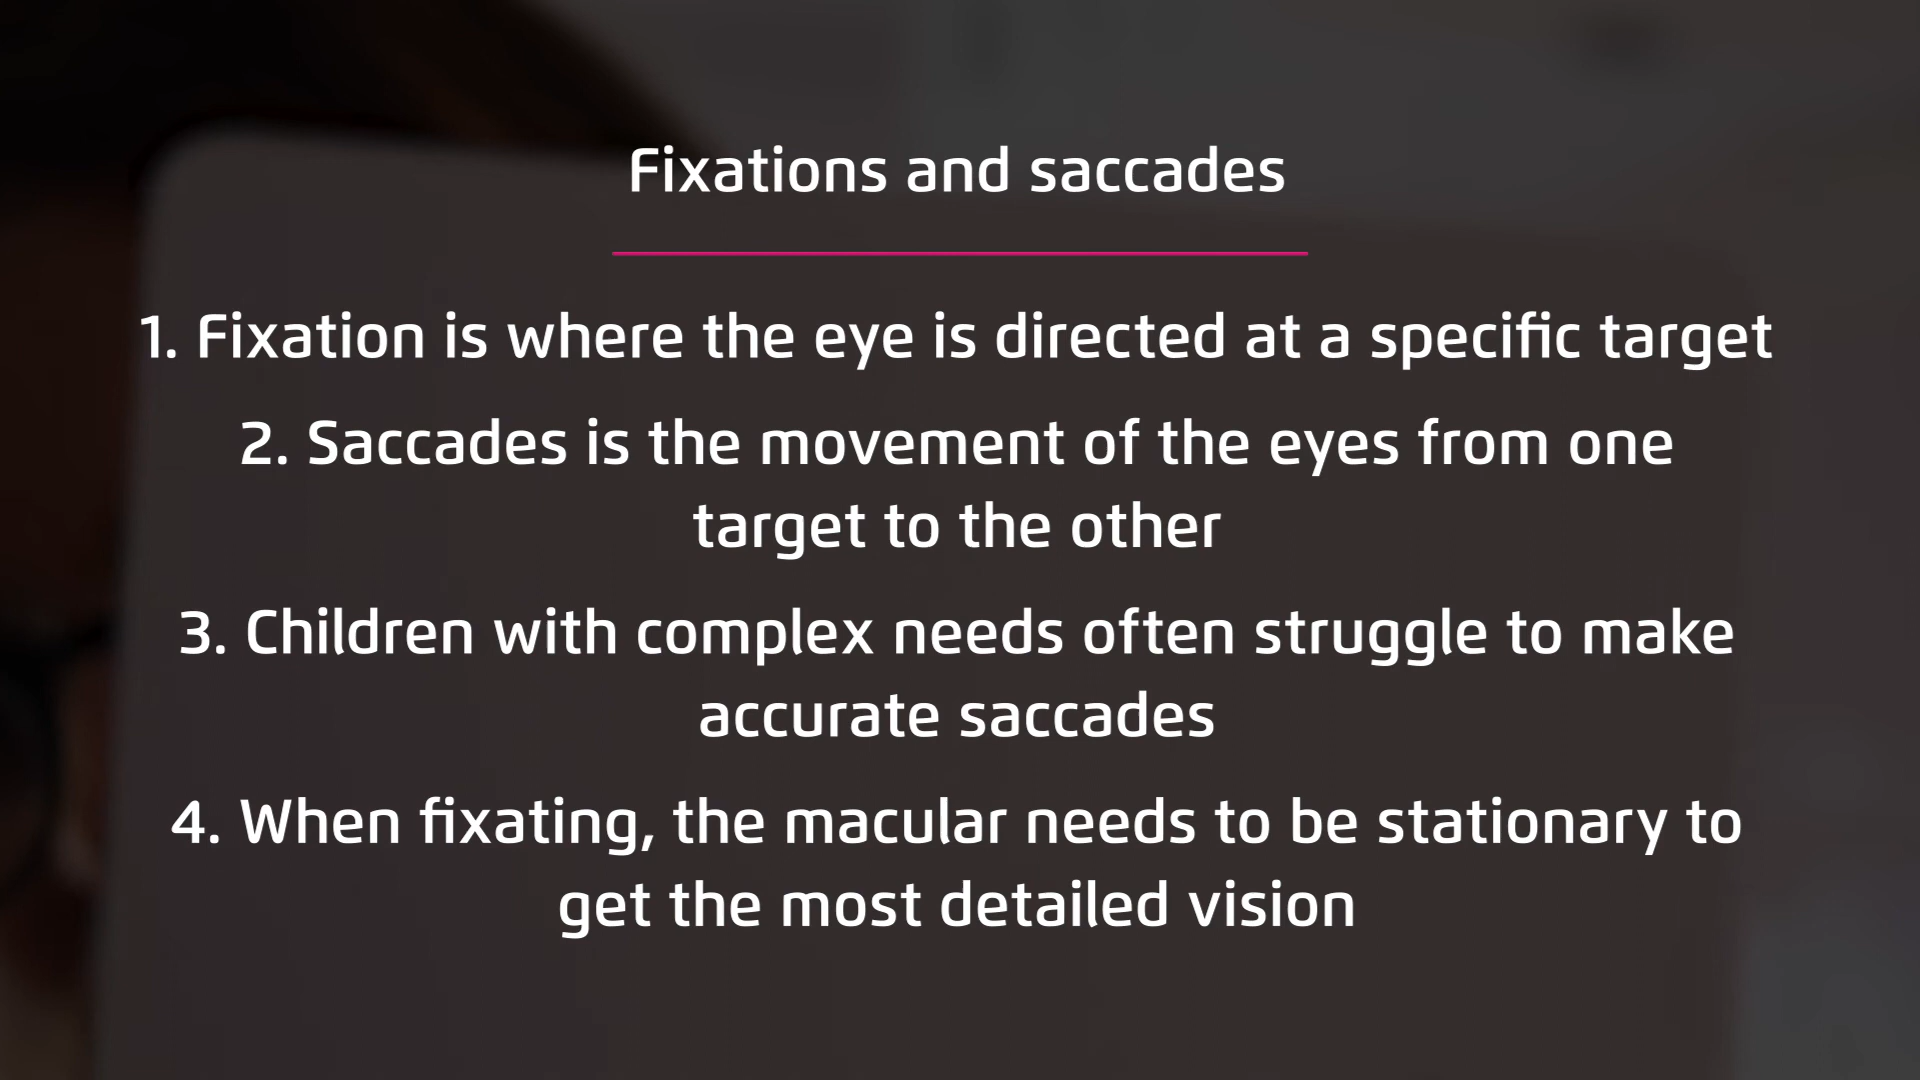 Fixations and saccades
1. Fixation is where the eye is directed at a specific target
2. Saccades is the movement of the eyes from one
target to the other
3. Children with complex needs often struggle to make
accurate saccades
4. When fixating, the macular needs to be stationary to
get the most detailed vision